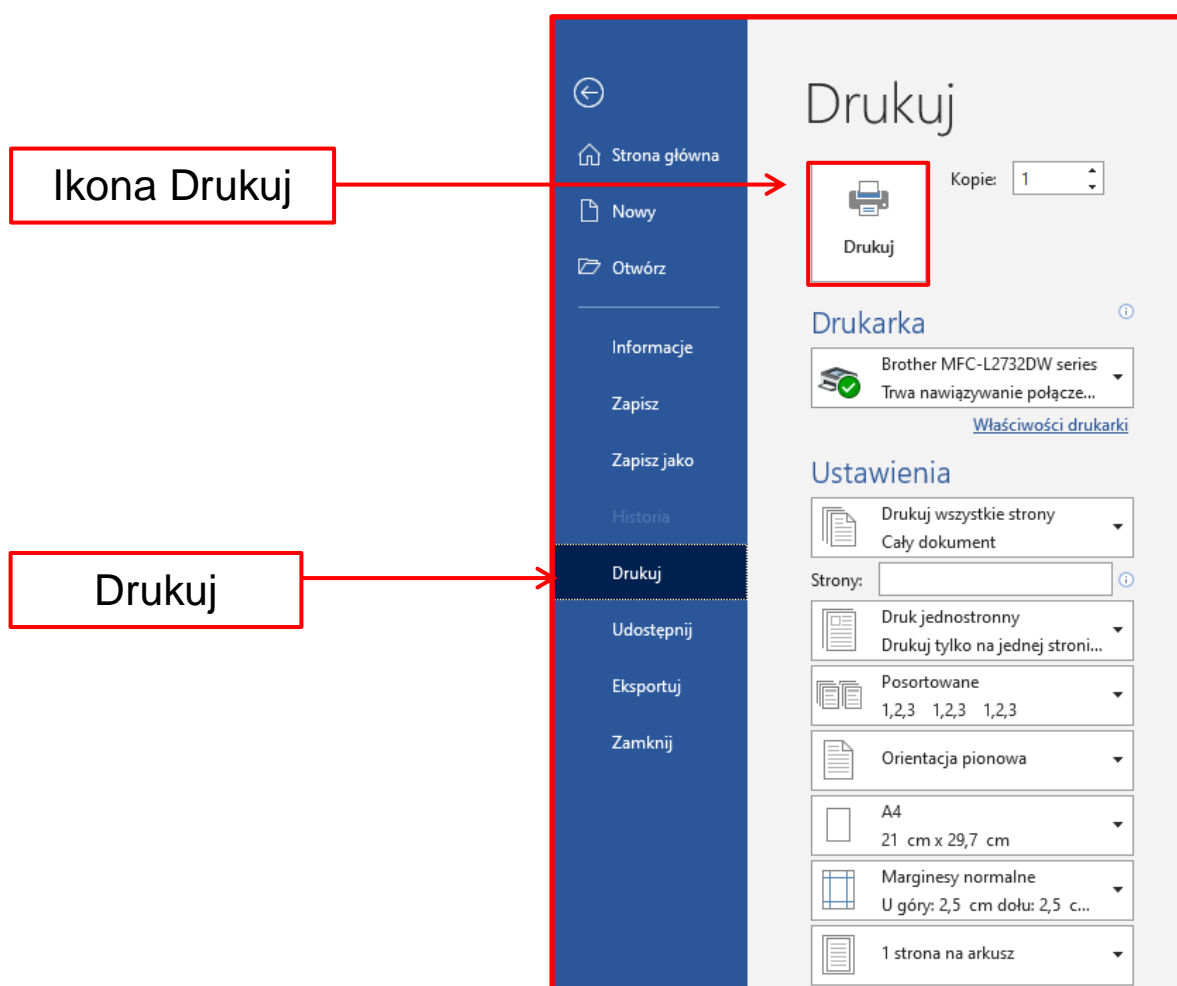 Ikona Drukuj
Drukuj
Strona główna
Nowy
Otwórz
Informacje
Zapisz
Zapisz jako
Historia
Drukuj
Udostępnij
Eksportuj
Zamknij
Drukuj
Kopie: 1
Drukuj
Drukarka
Brother MFC-L2732DW series
Trwa nawiązywanie połącze...
Właściwości drukarki
Ustawienia
Drukuj wszystkie strony
Cały dokument
Strony:
Druk jednostronny
Drukuj tylko na jednej stroni...
Posortowane
1,2,3 1,2,3 1,2,3
Orientacja pionowa
A4
21 cm x 29,7 cm
Marginesy normalne
U góry: 2,5 cm dołu: 2,5 c...
1 strona na arkusz